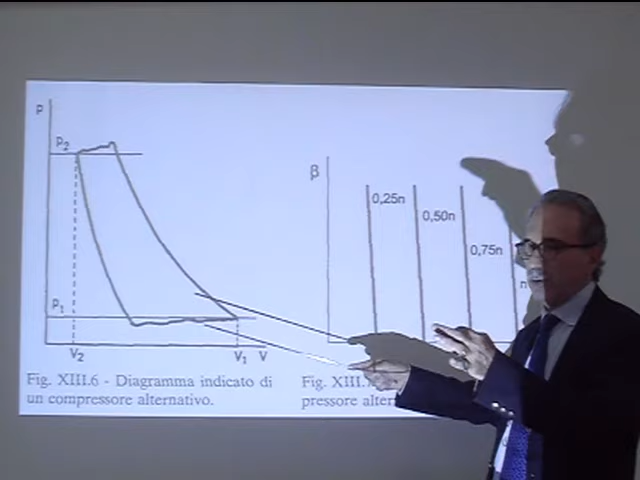 P
P₂
P₁
V₂
V₁ V
Fig. XIII.6 - Diagramma indicato di
un compressore alternativo.
β
0,25n
0,50n
0,75n
n
Fig. XIII.
pressore alter